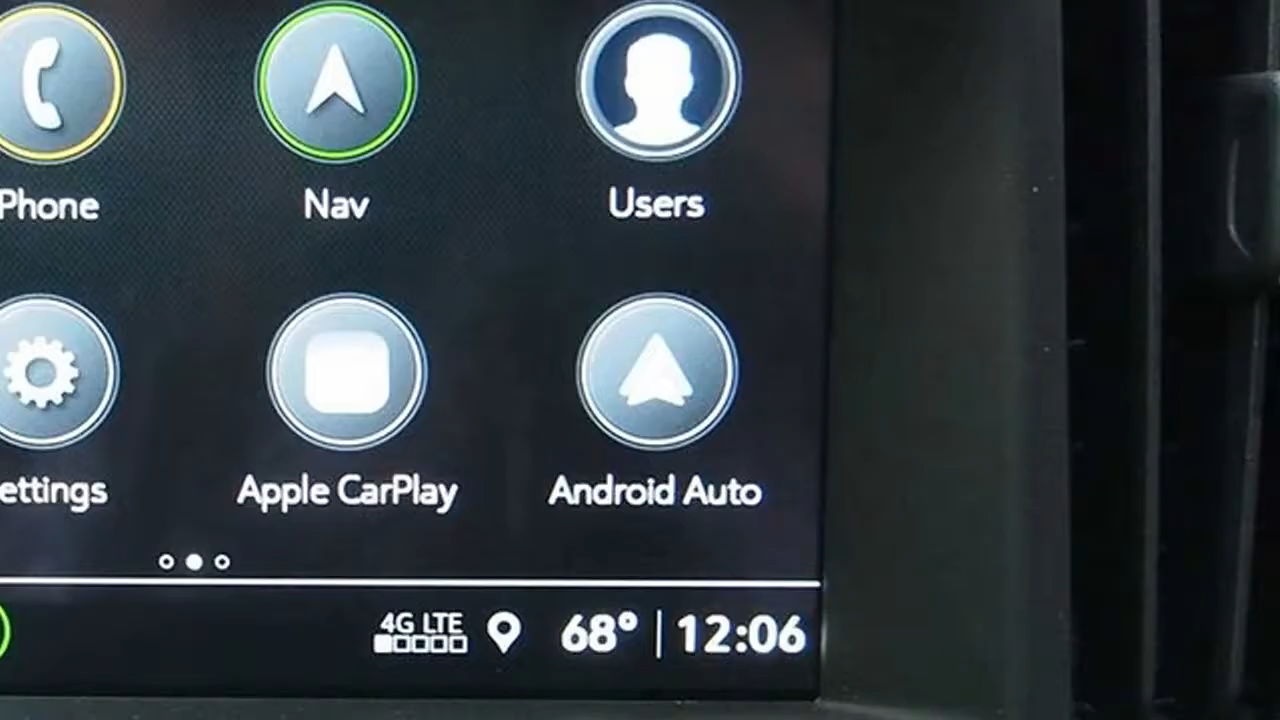 Phone
Nav
Users
ettings
Apple CarPlay
Android Auto
4G LTE
68° | 12:06